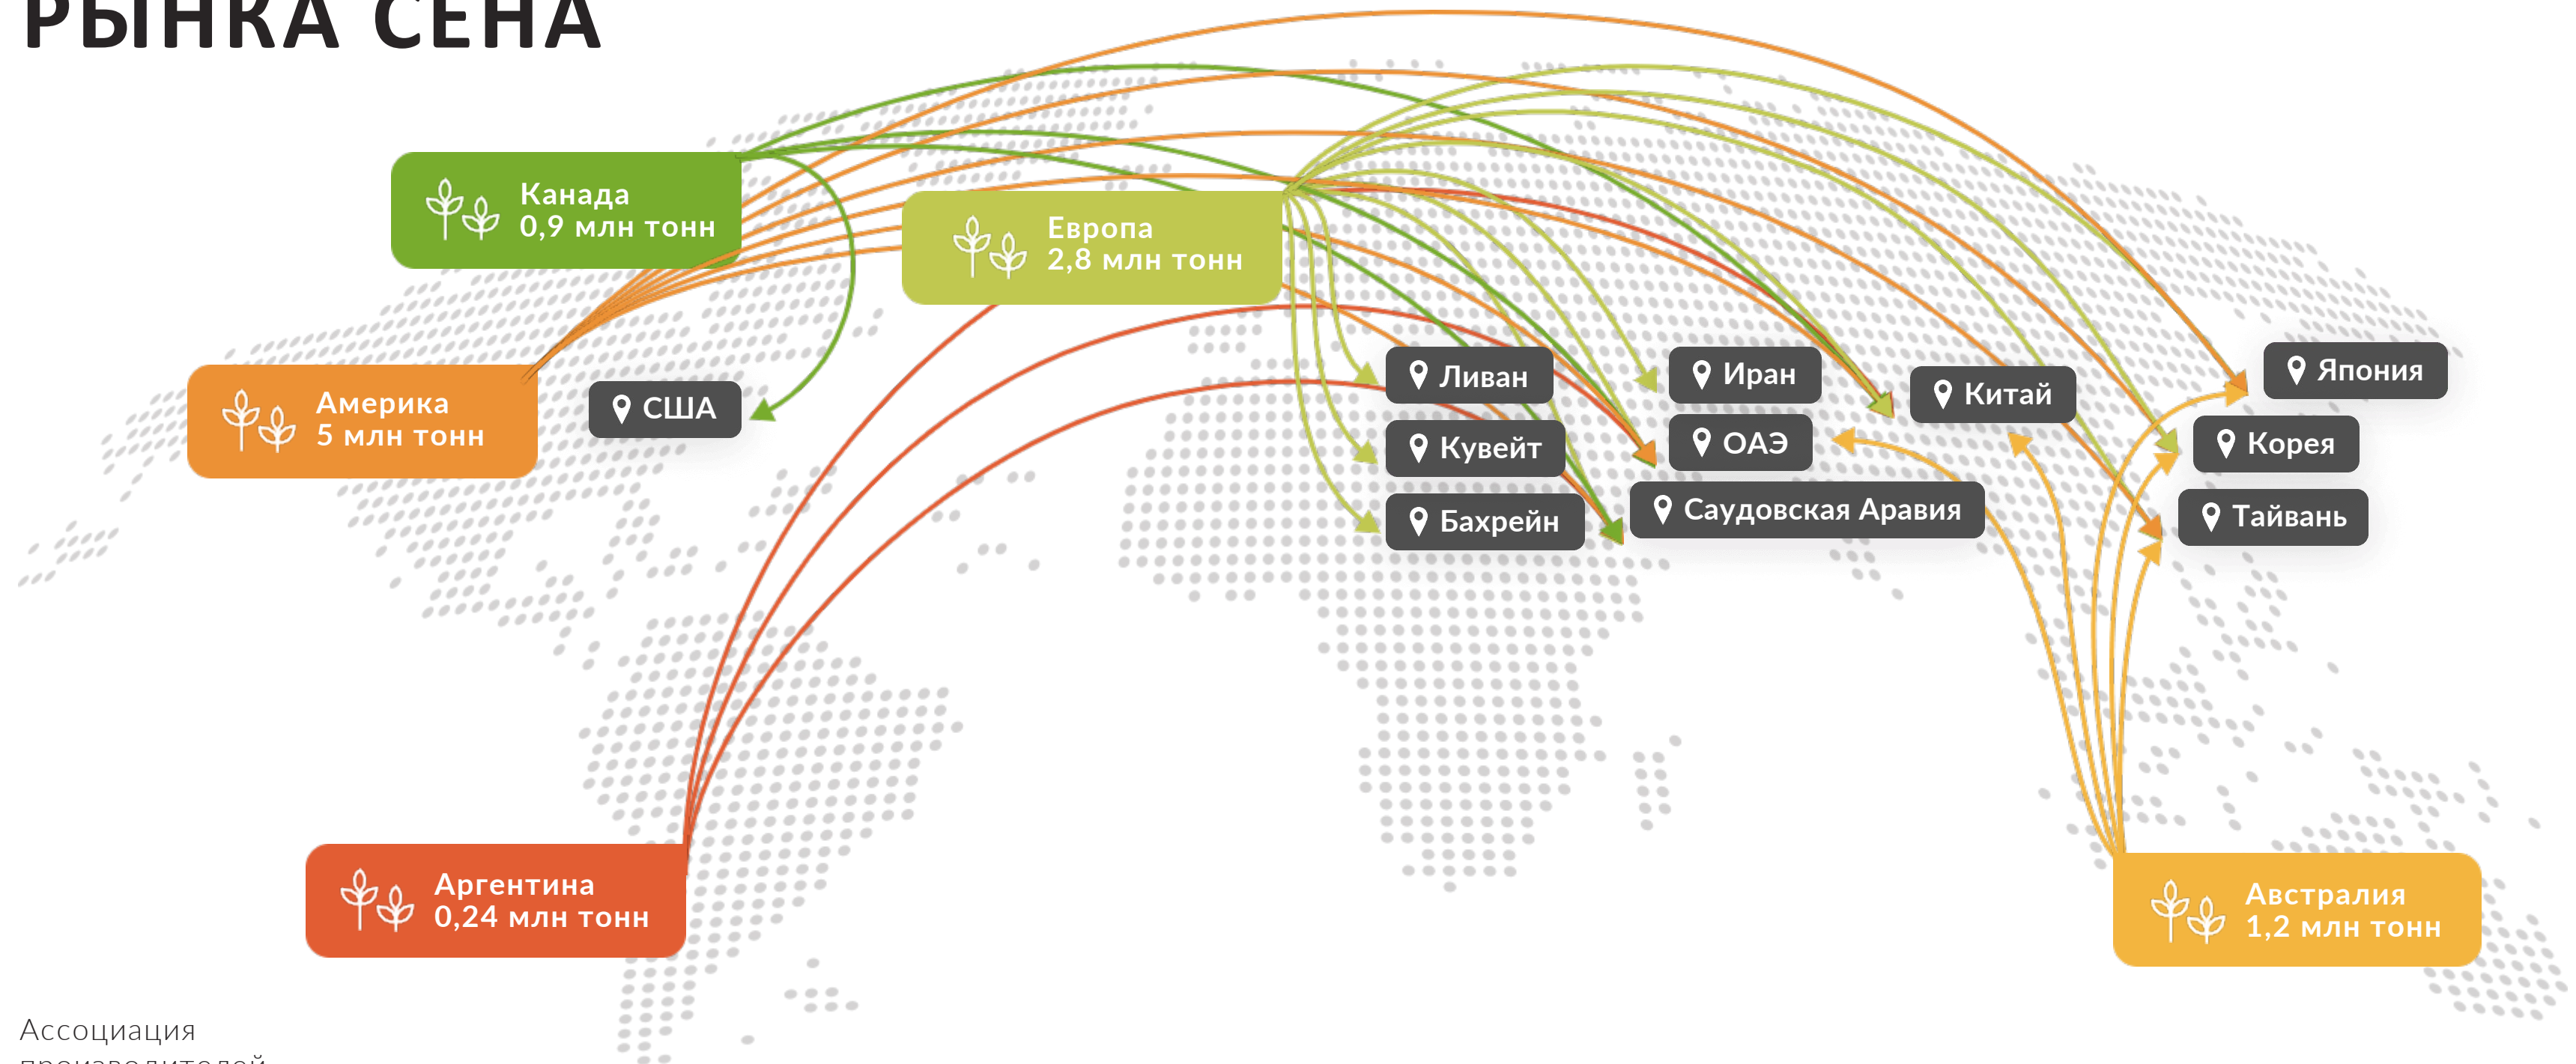 РЫНКА СЕНА
Канада
0,9 млн тонн
Европа
2,8 млн тонн
Америка
5 млн тонн
США
Ливан
Кувейт
Бахрейн
Иран
ОАЭ
Саудовская Аравия
Китай
Япония
Корея
Тайвань
Аргентина
0,24 млн тонн
Австралия
1,2 млн тонн
Ассоциация
производителей